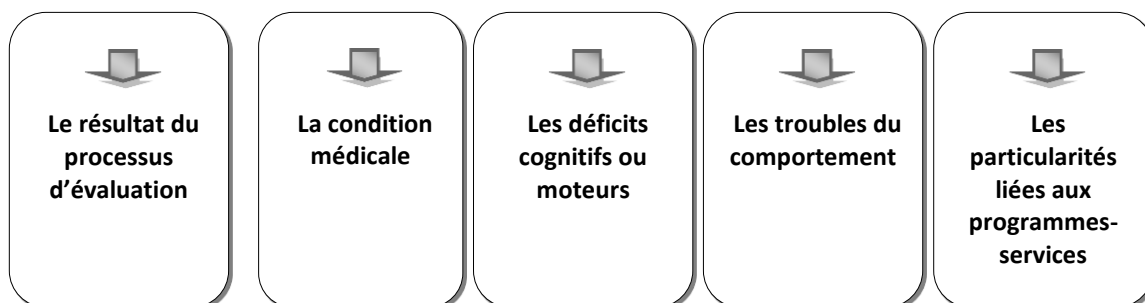 Le résultat du
processus
d'évaluation
La condition
médicale
Les déficits
cognitifs ou
moteurs
Les troubles du
comportement
Les
particularités
liées aux
programmes-
services